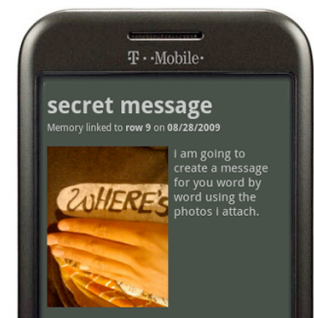 T··Mobile·
secret message
Memory linked to row 9 on 08/28/2009
WHERE'S
i am going to
create a message
for you word by
word using the
photos i attach.